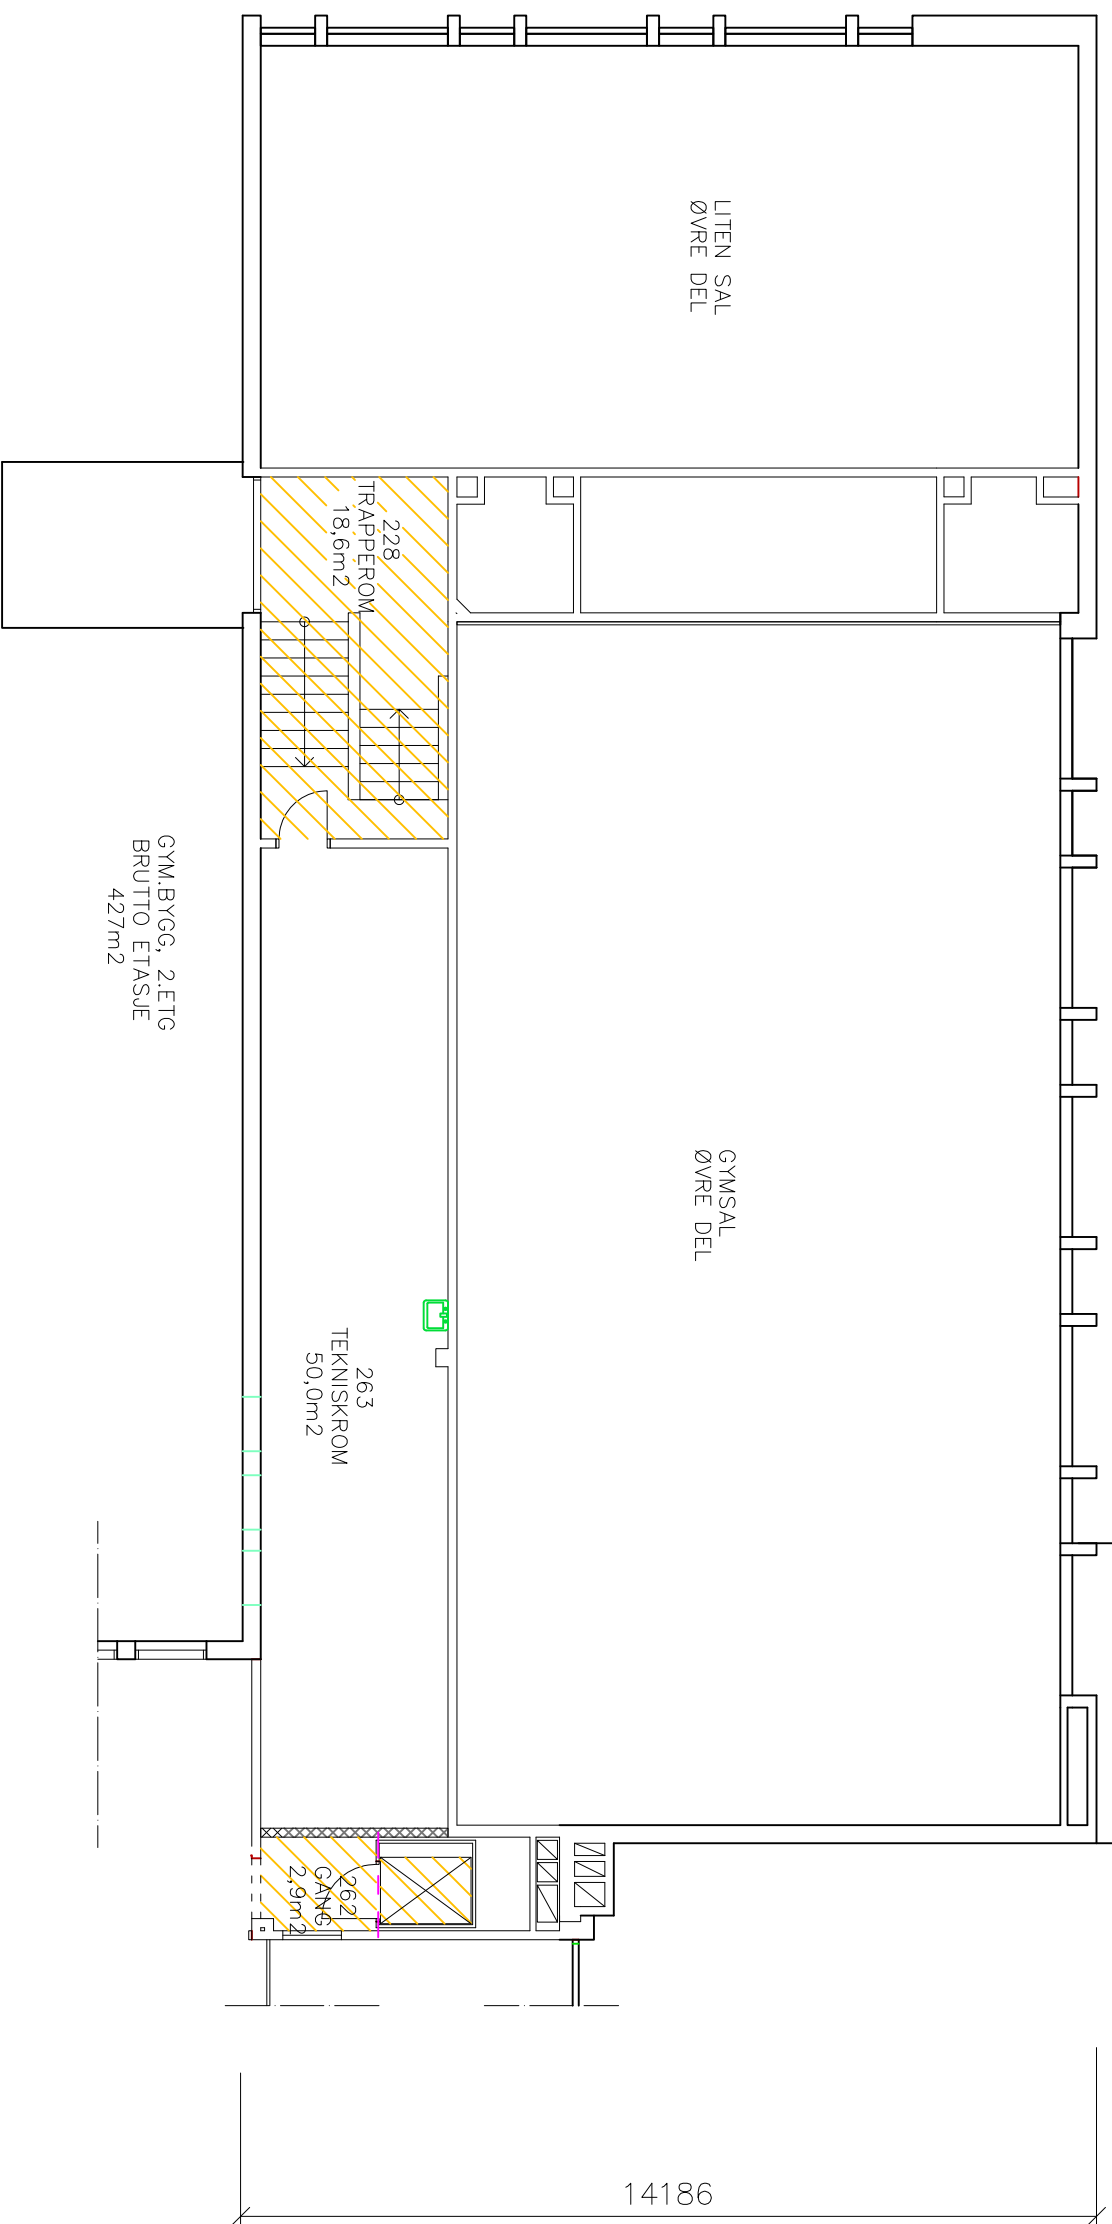 LITEN SAL
ØVRE DEL
228
TRAPPEROM
18,6m2
GYM.BYGG, 2.ETG
BRUTTO ETASJE
427m2
GYMSAL
ØVRE DEL
263
TEKNISKROM
50,0m2
262
GANG
2,9m2
14186